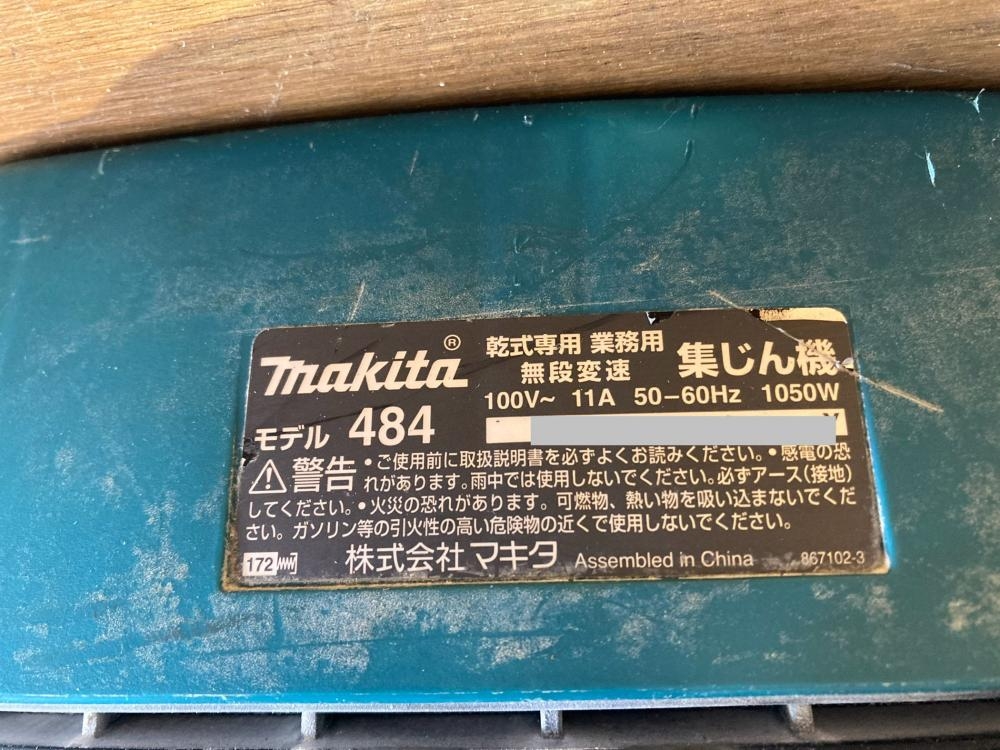 makita®
乾式専用 業務用
無段変速
集じん機
100V~ 11A 50-60Hz 1050W
モデル 484
警告 •ご使用前に取扱説明書を必ずよくお読みください。•感電の恐
れがあります。雨中では使用しないでください。必ずアース(接地)
してください。•火災の恐れがあります。可燃物、熱い物を吸い込まないでくだ
さい。ガソリン等の引火性の高い危険物の近くで使用しないでください。
172
株式会社 マキタ Assembled in China 867102-3